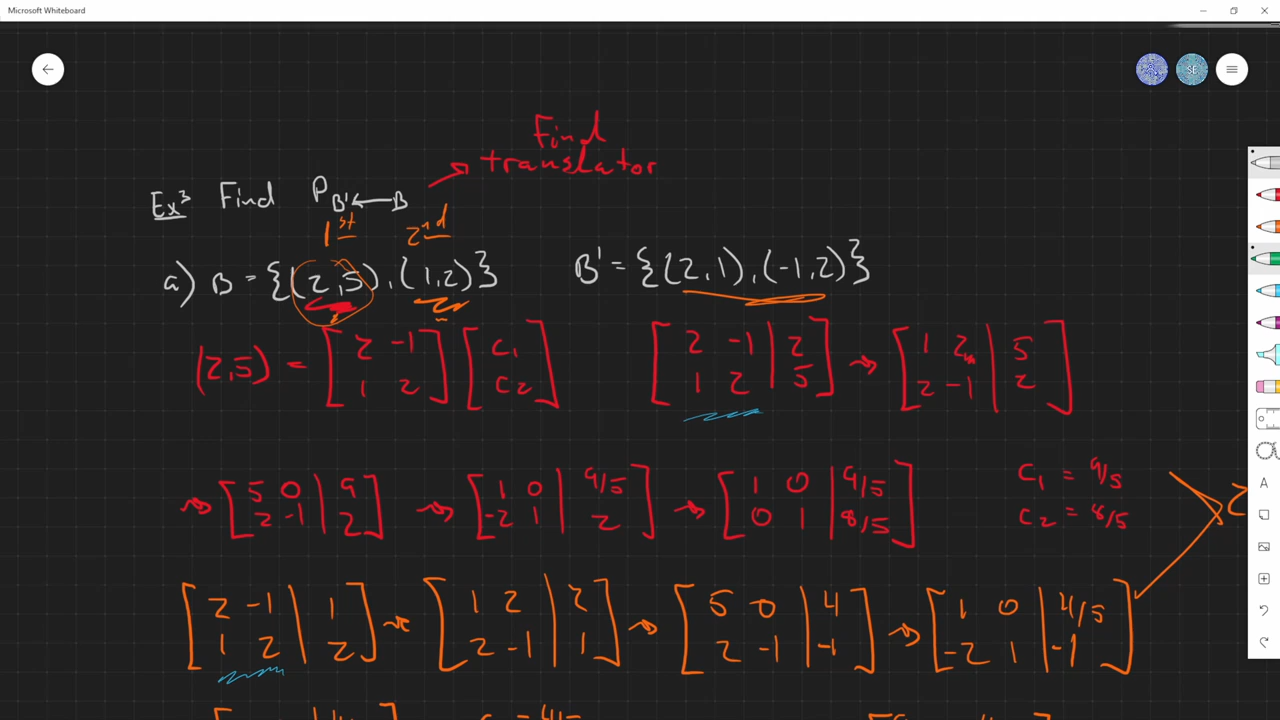 Microsoft Whiteboard
SE
Find
translator
Ex³ Find P B'←B
1st 2nd
a) B = {(2,5),(1,2)} B' = {(2,1),(-1,2)}
(2,5) = [2 -1; 1 2] [c1; c2] [2 -1 | 2; 1 2 | 5] → [1 2 | 5; 2 -1 | 2]
→ [5 0 | 9; 2 -1 | 2] → [1 0 | 9/5; -2 1 | 2] → [1 0 | 9/5; 0 1 | 8/5] c1 = 9/5
c2 = 8/5
[2 -1 | 1; 1 2 | 2] → [1 2 | 2; 2 -1 | 1] → [5 0 | 4; 2 -1 | -1] → [1 0 | 4/5; -2 1 | -1]